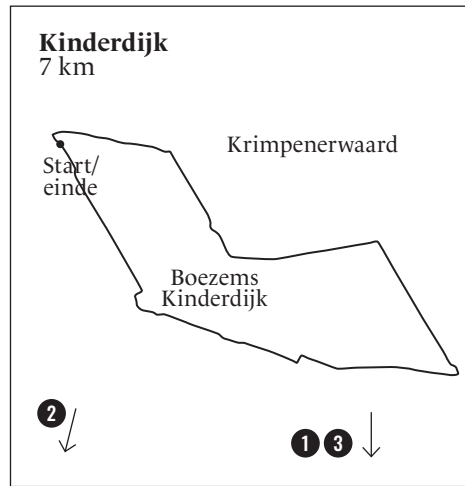 Kinderdijk
7 km
Krimpenerwaard
Start/
einde
Boezems
Kinderdijk
2
1 3